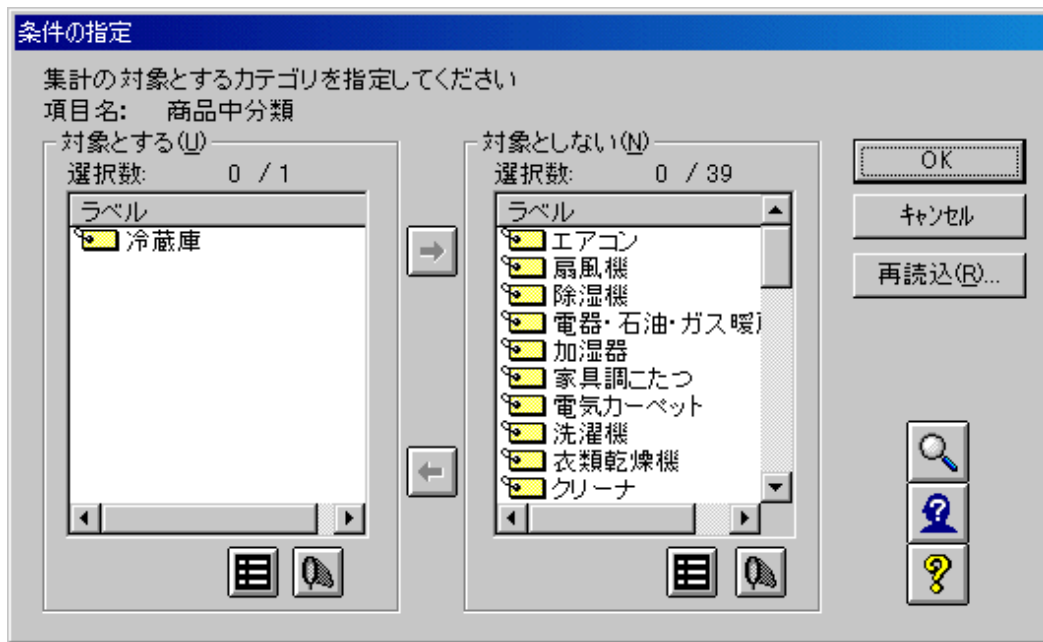 条件の指定
集計の対象とするカテゴリを指定してください
項目名: 商品中分類
対象とする(U)
選択数: 0 / 1
ラベル
冷蔵庫
対象としない(N)
選択数: 0 / 39
ラベル
エアコン
扇風機
除湿機
電器・石油・ガス暖
加湿器
家具調こたつ
電気カーペット
洗濯機
衣類乾燥機
クリーナ
OK
キャンセル
再読込(R)...